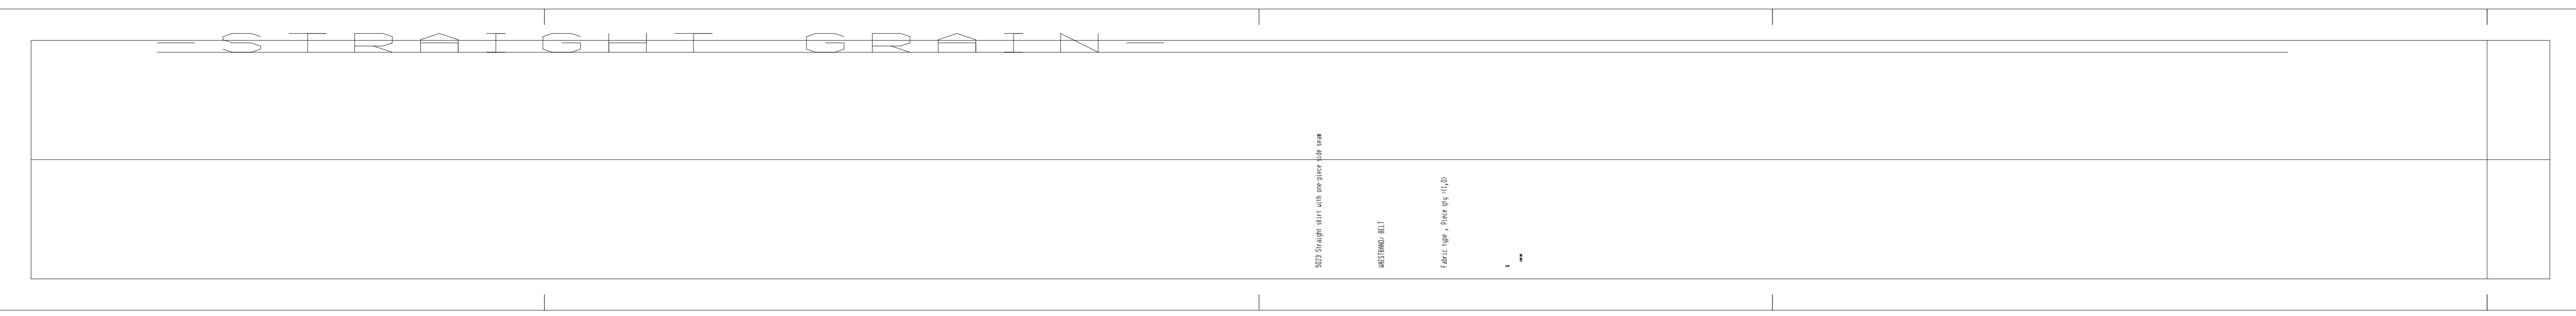 — STRAIGHT GRAIN —
5023 Straight skirt with one-piece side seam
WAISTBAND/ BELT
Fabric type , Piece qty :(1,0)